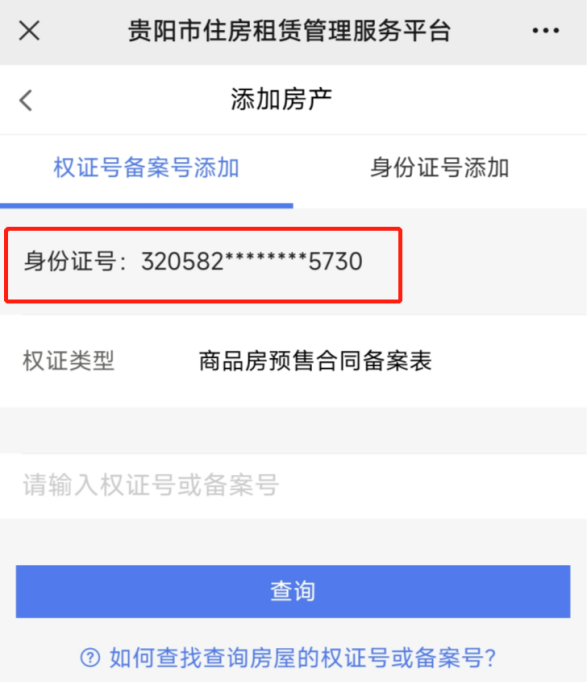 贵阳市住房租赁管理服务平台
添加房产
权证号备案号添加 身份证号添加
身份证号：320582********5730
权证类型 商品房预售合同备案表
请输入权证号或备案号
查询
如何查找查询房屋的权证号或备案号?